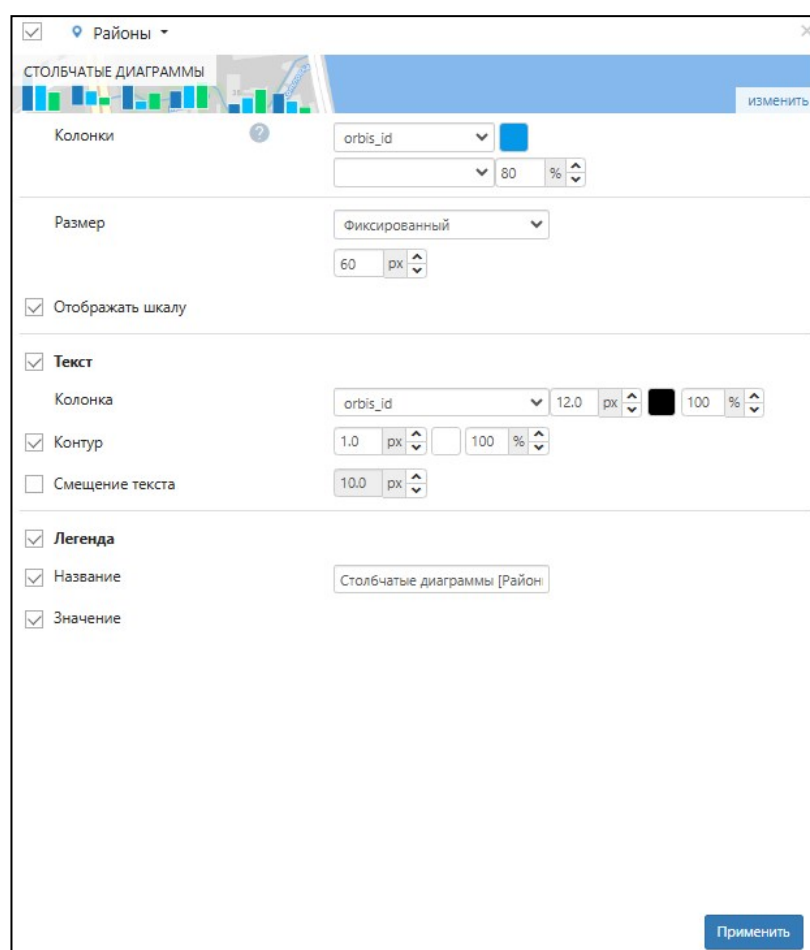 Районы
СТОЛБЧАТЫЕ ДИАГРАММЫ
изменить
Колонки ? orbis_id
80 %
Размер Фиксированный
60 px
Отображать шкалу
Текст
Колонка orbis_id 12.0 px 100 %
Контур 1.0 px 100 %
Смещение текста 10.0 px
Легенда
Название Столбчатые диаграммы [Район
Значение
Применить